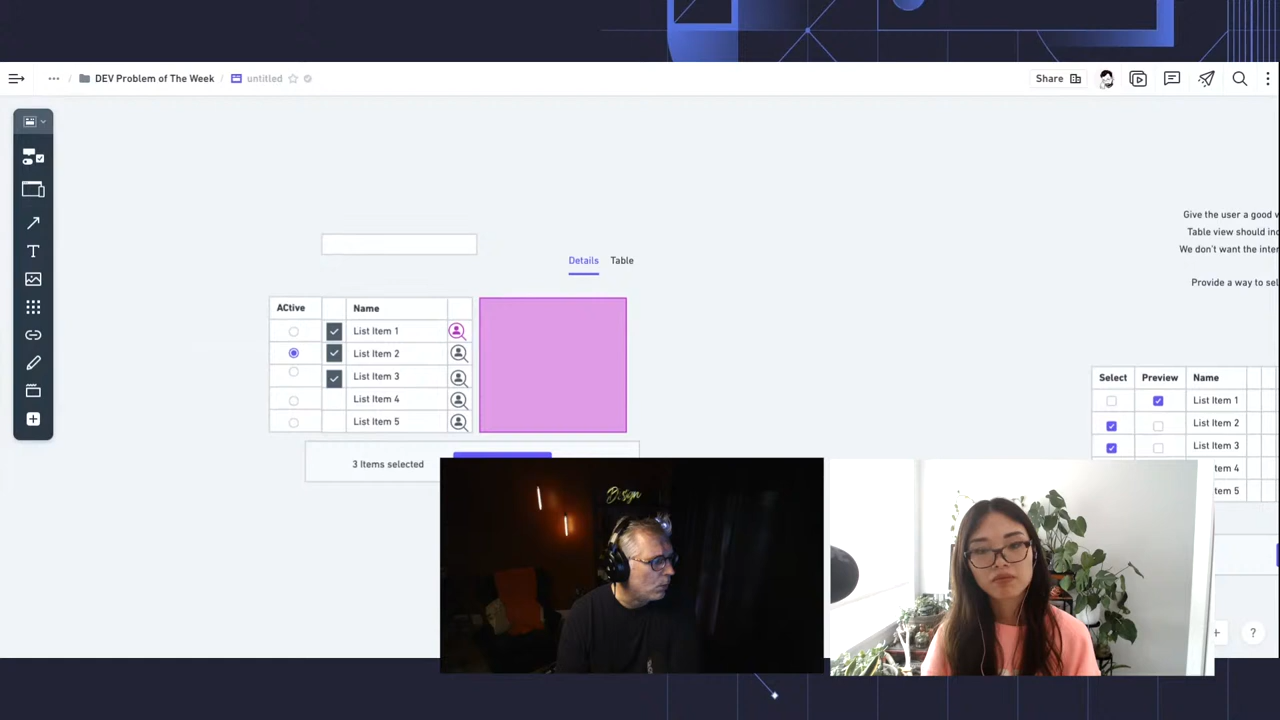 DEV Problem of The Week / untitled
Share
Give the user a good
Table view should
We don't want the
Provide a way to
Details Table
ACtive Name
List Item 1
List Item 2
List Item 3
List Item 4
List Item 5
3 Items selected
Select Preview Name
List Item 1
List Item 2
List Item 3
tem 4
tem 5
Design
?